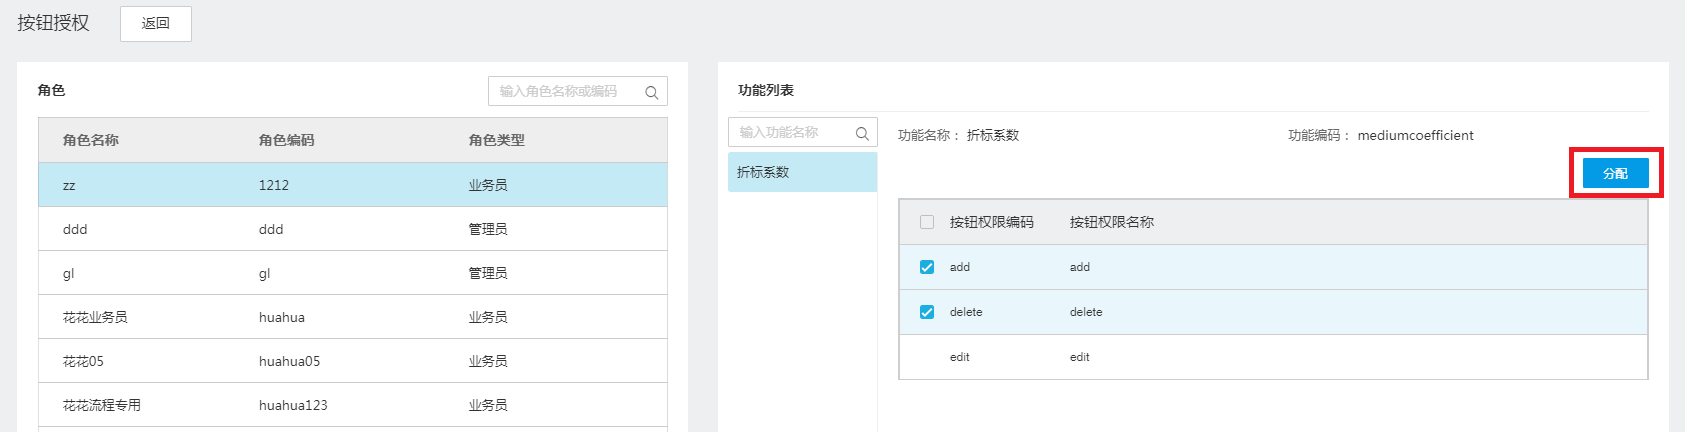 按钮授权 返回
角色 输入角色名称或编码
角色名称 角色编码 角色类型
zz 1212 业务员
ddd ddd 管理员
gl gl 管理员
花花业务员 huahua 业务员
花花05 huahua05 业务员
花花流程专用 huahua123 业务员
功能列表
输入功能名称
折标系数
功能名称： 折标系数 功能编码： mediumcoefficient
分配
按钮权限编码 按钮权限名称
add add
delete delete
edit edit